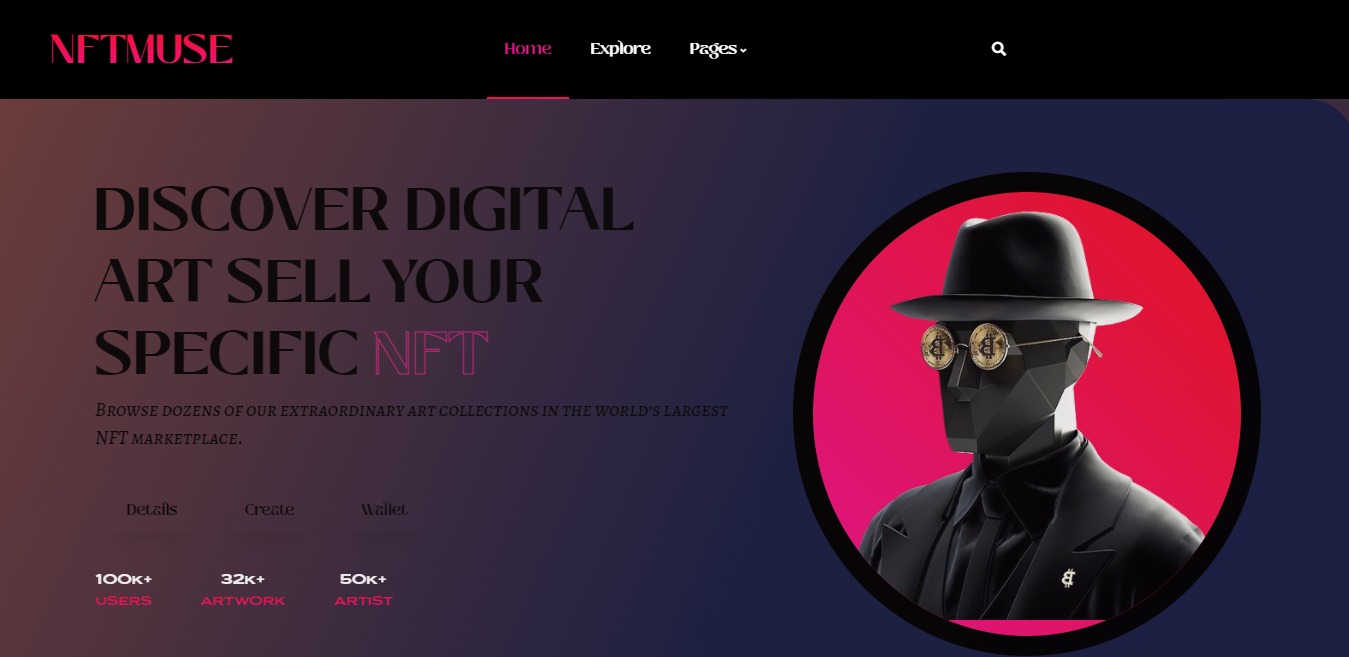 NFTMUSE
Home Explore Pages
DISCOVER DIGITAL
ART SELL YOUR
SPECIFIC NFT
BROWSE DOZENS OF OUR EXTRAORDINARY ART COLLECTIONS IN THE WORLD'S LARGEST
NFT MARKETPLACE.
Details Create Wallet
100K+ 32K+ 50K+
USERS ARTWORK ARTIST